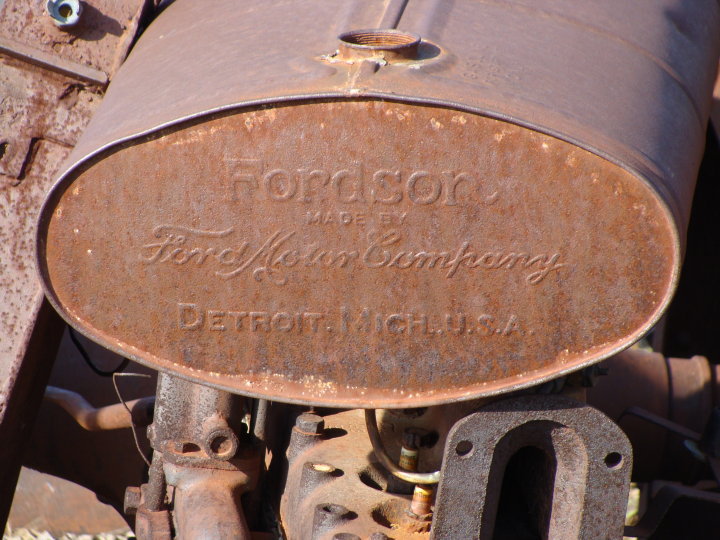 Fordson
MADE BY
Ford Motor Company
DETROIT. MICH. U.S.A.